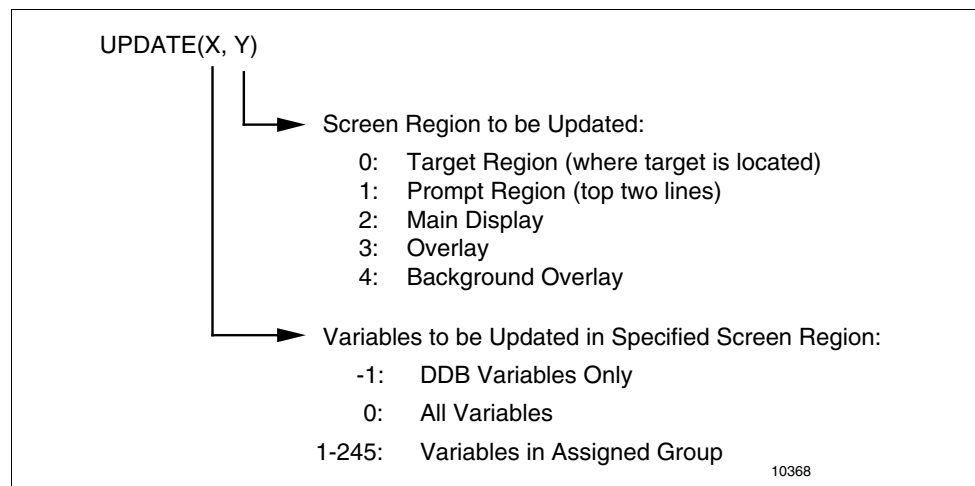 UPDATE(X, Y)
Screen Region to be Updated:
0: Target Region (where target is located)
1: Prompt Region (top two lines)
2: Main Display
3: Overlay
4: Background Overlay
Variables to be Updated in Specified Screen Region:
-1: DDB Variables Only
0: All Variables
1-245: Variables in Assigned Group
10368